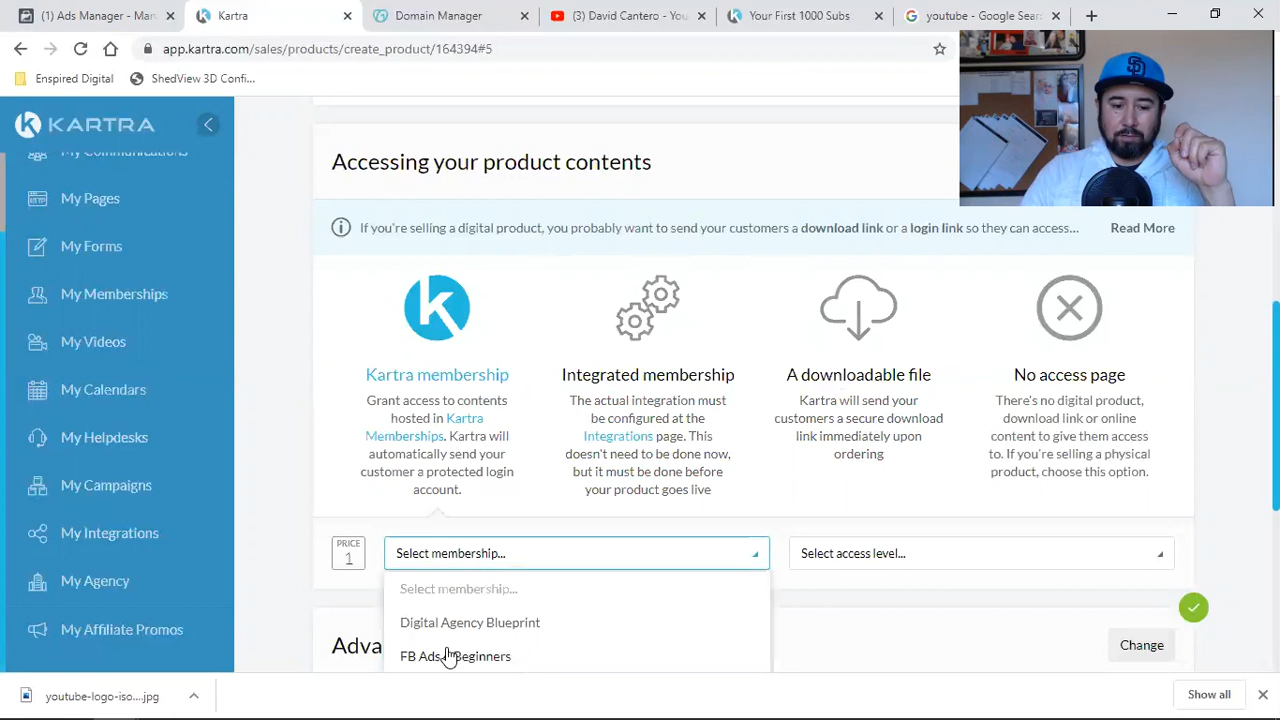 (1) Ads Manager - Man
Kartra
Domain Manager
(3) David Cantero - You
Your First 1000 Subs
youtube - Google Sear
app.kartra.com/sales/products/create_product/164394#5
Enspired Digital
ShedView 3D Confi...
KARTRA
My Communications
My Pages
My Forms
My Memberships
My Videos
My Calendars
My Helpdesks
My Campaigns
My Integrations
My Agency
My Affiliate Promos
Accessing your product contents
If you're selling a digital product, you probably want to send your customers a download link or a login link so they can access...
Read More
Kartra membership
Grant access to contents
hosted in Kartra
Memberships. Kartra will
automatically send your
customer a protected login
account.
Integrated membership
The actual integration must
be configured at the
Integrations page. This
doesn't need to be done now,
but it must be done before
your product goes live
A downloadable file
Kartra will send your
customers a secure download
link immediately upon
ordering
No access page
There's no digital product,
download link or online
content to give them access
to. If you're selling a physical
product, choose this option.
PRICE
1
Select membership...
Select access level...
Select membership...
Digital Agency Blueprint
FB Ads Beginners
Adva
Change
youtube-logo-iso....jpg
Show all